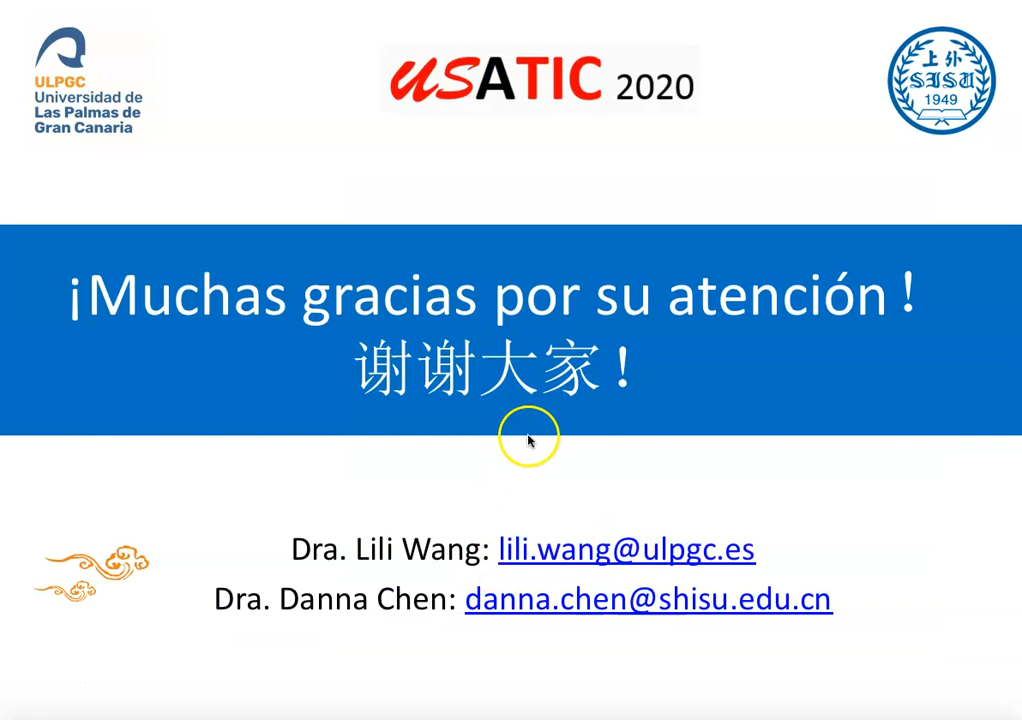 ULPGC
Universidad de
Las Palmas de
Gran Canaria
USATIC 2020
上外
SISU
1949
¡Muchas gracias por su atención！
谢谢大家！
Dra. Lili Wang: lili.wang@ulpgc.es
Dra. Danna Chen: danna.chen@shisu.edu.cn